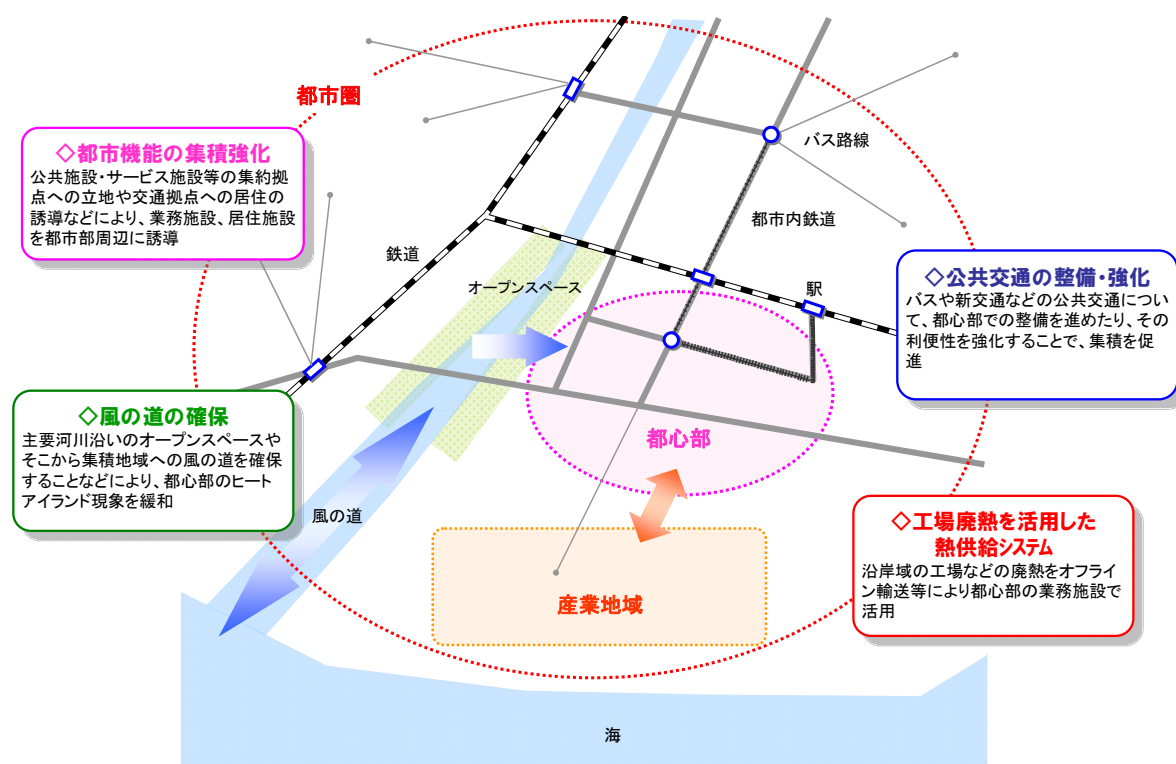 都市圏
◇都市機能の集積強化
公共施設・サービス施設等の集約拠
点への立地や交通拠点への居住の
誘導などにより、業務施設、居住施設
を都市部周辺に誘導
バス路線
都市内鉄道
鉄道
オープンスペース
駅
◇公共交通の整備・強化
バスや新交通などの公共交通につい
て、都心部での整備を進めたり、その
利便性を強化することで、集積を促
進
◇風の道の確保
主要河川沿いのオープンスペースや
そこから集積地域への風の道を確保
することなどにより、都心部のヒート
アイランド現象を緩和
都心部
風の道
◇工場廃熱を活用した
熱供給システム
沿岸域の工場などの廃熱をオフライ
ン輸送等により都心部の業務施設で
活用
産業地域
海